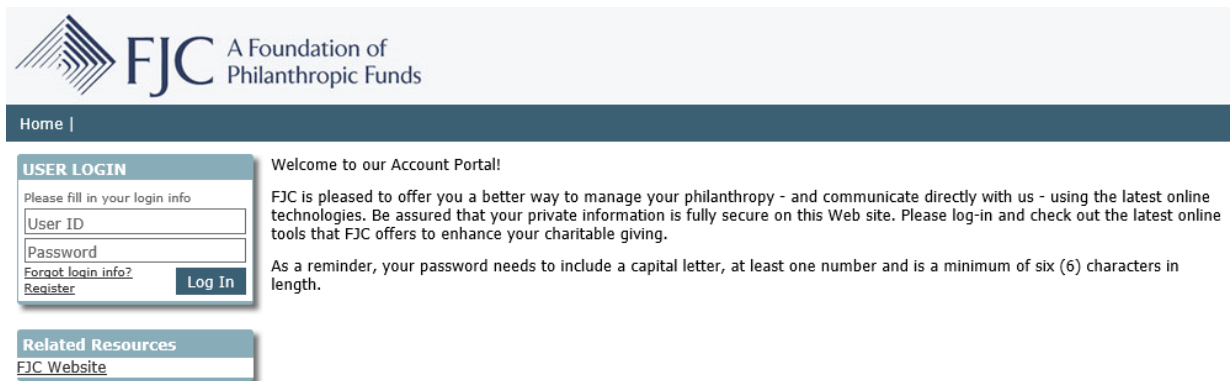 FJC A Foundation of
Philanthropic Funds
Home |
USER LOGIN
Please fill in your login info
User ID
Password
Forgot login info?
Register
Log In
Related Resources
FJC Website
Welcome to our Account Portal!
FJC is pleased to offer you a better way to manage your philanthropy - and communicate directly with us - using the latest online
technologies. Be assured that your private information is fully secure on this Web site. Please log-in and check out the latest online
tools that FJC offers to enhance your charitable giving.
As a reminder, your password needs to include a capital letter, at least one number and is a minimum of six (6) characters in
length.